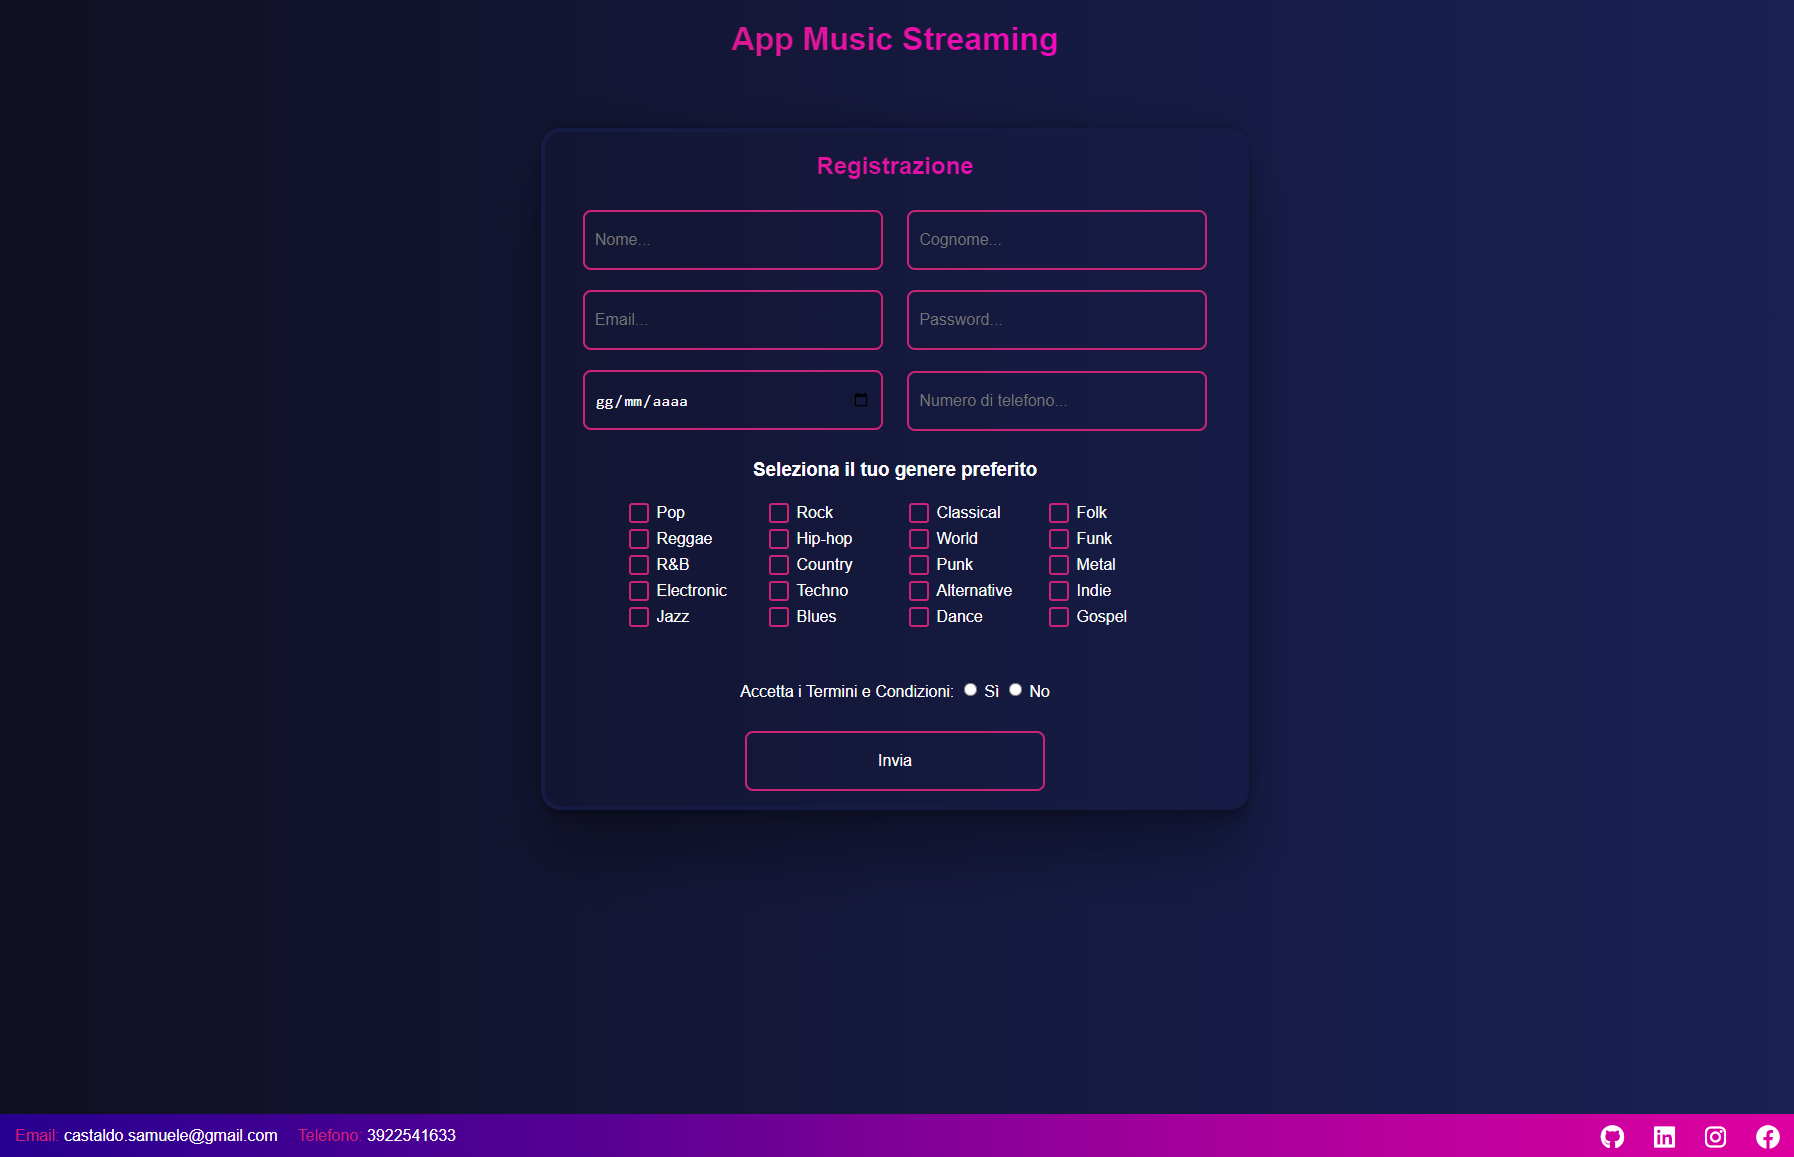 App Music Streaming
Registrazione
Nome... Cognome...
Email... Password...
gg/mm/aaaa Numero di telefono...
Seleziona il tuo genere preferito
Pop Rock Classical Folk
Reggae Hip-hop World Funk
R&B Country Punk Metal
Electronic Techno Alternative Indie
Jazz Blues Dance Gospel
Accetta i Termini e Condizioni: Sì No
Invia
Email: castaldo.samuele@gmail.com Telefono: 3922541633